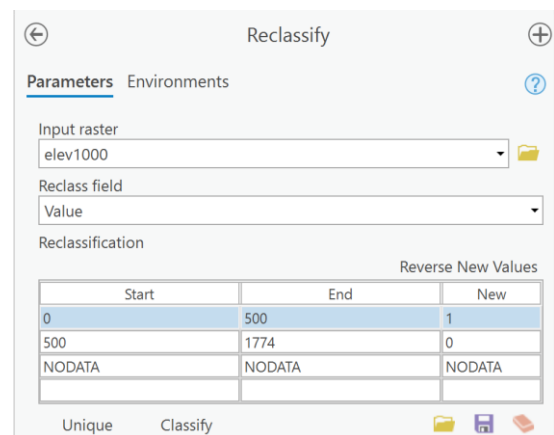 Reclassify
Parameters Environments
?
Input raster
elev1000
Reclass field
Value
Reclassification
Reverse New Values
Start End New
0 500 1
500 1774 0
NODATA NODATA NODATA
Unique Classify